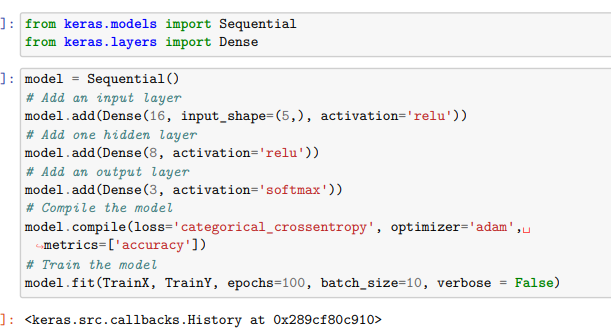 ]: from keras.models import Sequential
from keras.layers import Dense
]: model = Sequential()
# Add an input layer
model.add(Dense(16, input_shape=(5,), activation='relu'))
# Add one hidden layer
model.add(Dense(8, activation='relu'))
# Add an output layer
model.add(Dense(3, activation='softmax'))
# Compile the model
model.compile(loss='categorical_crossentropy', optimizer='adam',␣
↪metrics=['accuracy'])
# Train the model
model.fit(TrainX, TrainY, epochs=100, batch_size=10, verbose = False)
]: <keras.src.callbacks.History at 0x289cf80c910>